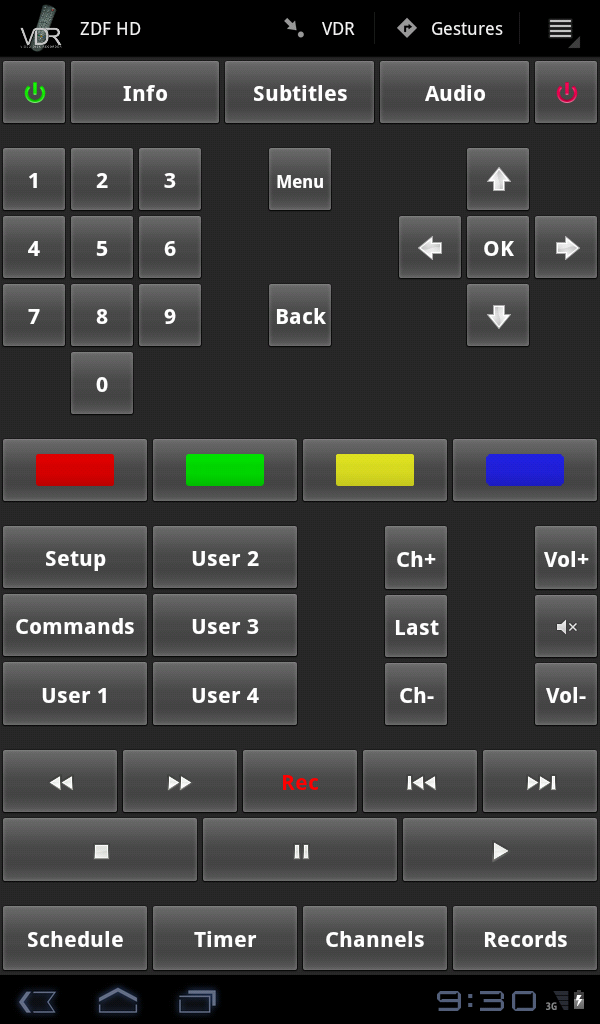 VDR ZDF HD VDR Gestures
Info Subtitles Audio
1 2 3 Menu
4 5 6 OK
7 8 9 Back
0
Setup User 2 Ch+ Vol+
Commands User 3 Last
User 1 User 4 Ch- Vol-
Rec
Schedule Timer Channels Records
9:30 3G